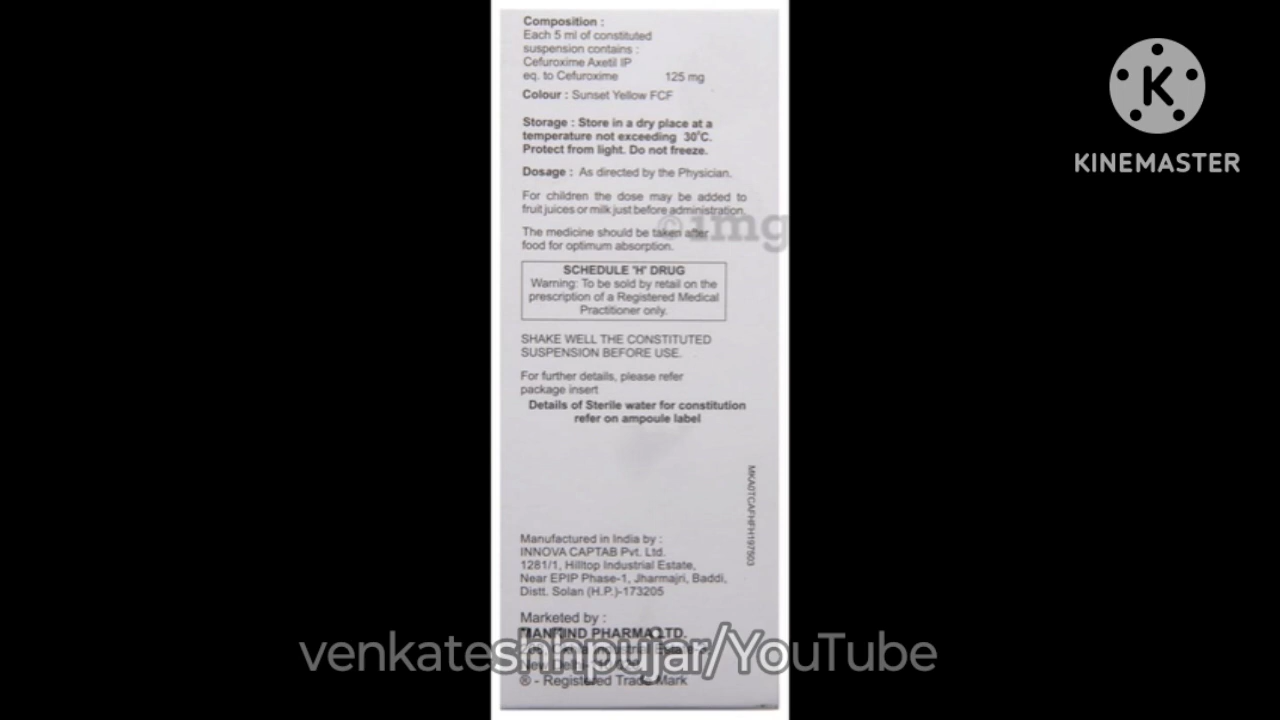 Composition :
Each 5 ml of constituted
suspension contains :
Cefuroxime Axetil IP
eq. to Cefuroxime 125 mg
Colour : Sunset Yellow FCF
Storage : Store in a dry place at a
temperature not exceeding 30°C.
Protect from light. Do not freeze.
Dosage : As directed by the Physician.
For children the dose may be added to
fruit juices or milk just before administration.
The medicine should be taken after
food for optimum absorption.
©img
SCHEDULE 'H' DRUG
Warning: To be sold by retail on the
prescription of a Registered Medical
Practitioner only.
SHAKE WELL THE CONSTITUTED
SUSPENSION BEFORE USE.
For further details, please refer
package insert
Details of Sterile water for constitution
refer on ampoule label
Manufactured in India by :
INNOVA CAPTAB Pvt. Ltd.
1281/1, Hilltop Industrial Estate,
Near EPIP Phase-1, Jharmajri, Baddi,
Distt. Solan (H.P.)-173205
Marketed by :
MANKIND PHARMA LTD.
® - Registered Trade Mark
venkateshhpujar/YouTube
K
KINEMASTER